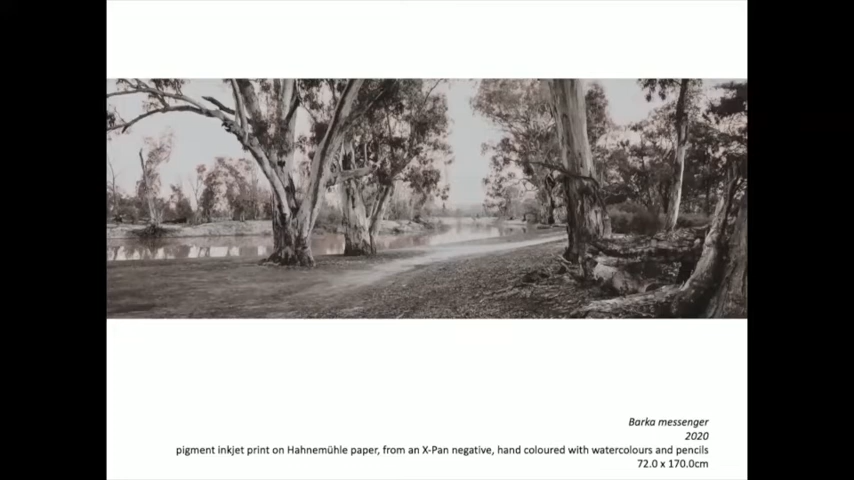 Barka messenger
2020
pigment inkjet print on Hahnemühle paper, from an X-Pan negative, hand coloured with watercolours and pencils
72.0 x 170.0cm